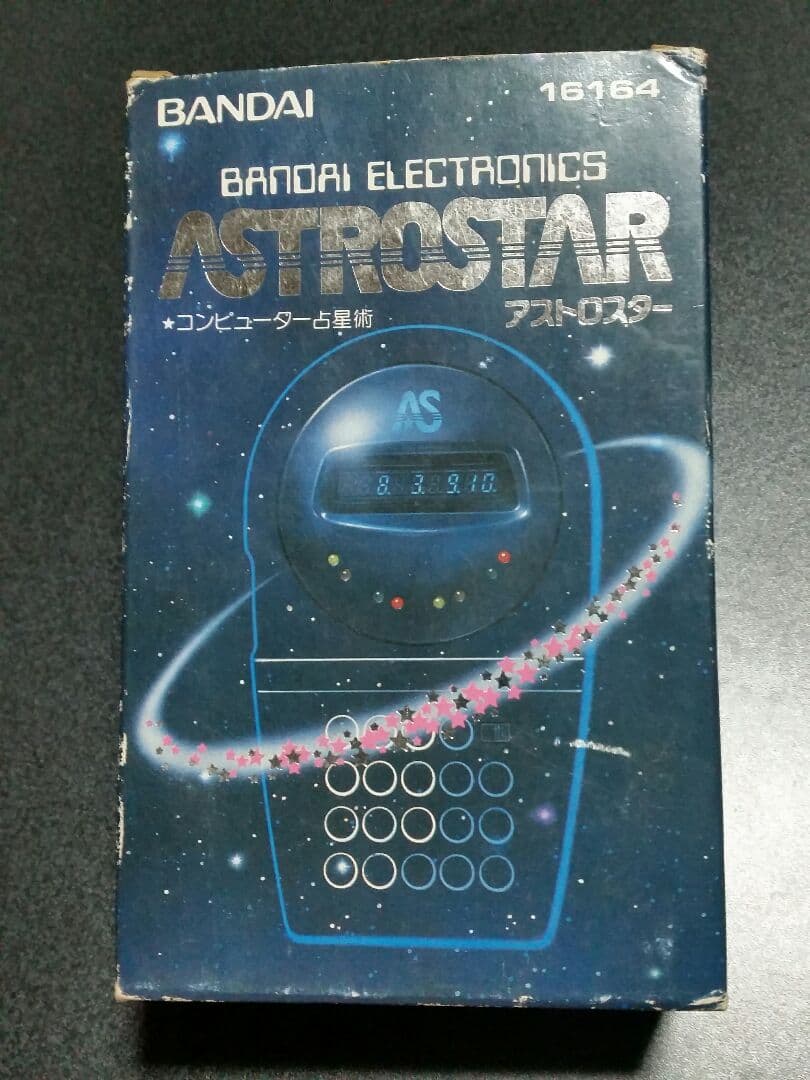 BANDAI 16164
BANDAI ELECTRONICS
ASTROSTAR
★コンピューター占星術 アストロスター
AS
8. 3. 9.10.